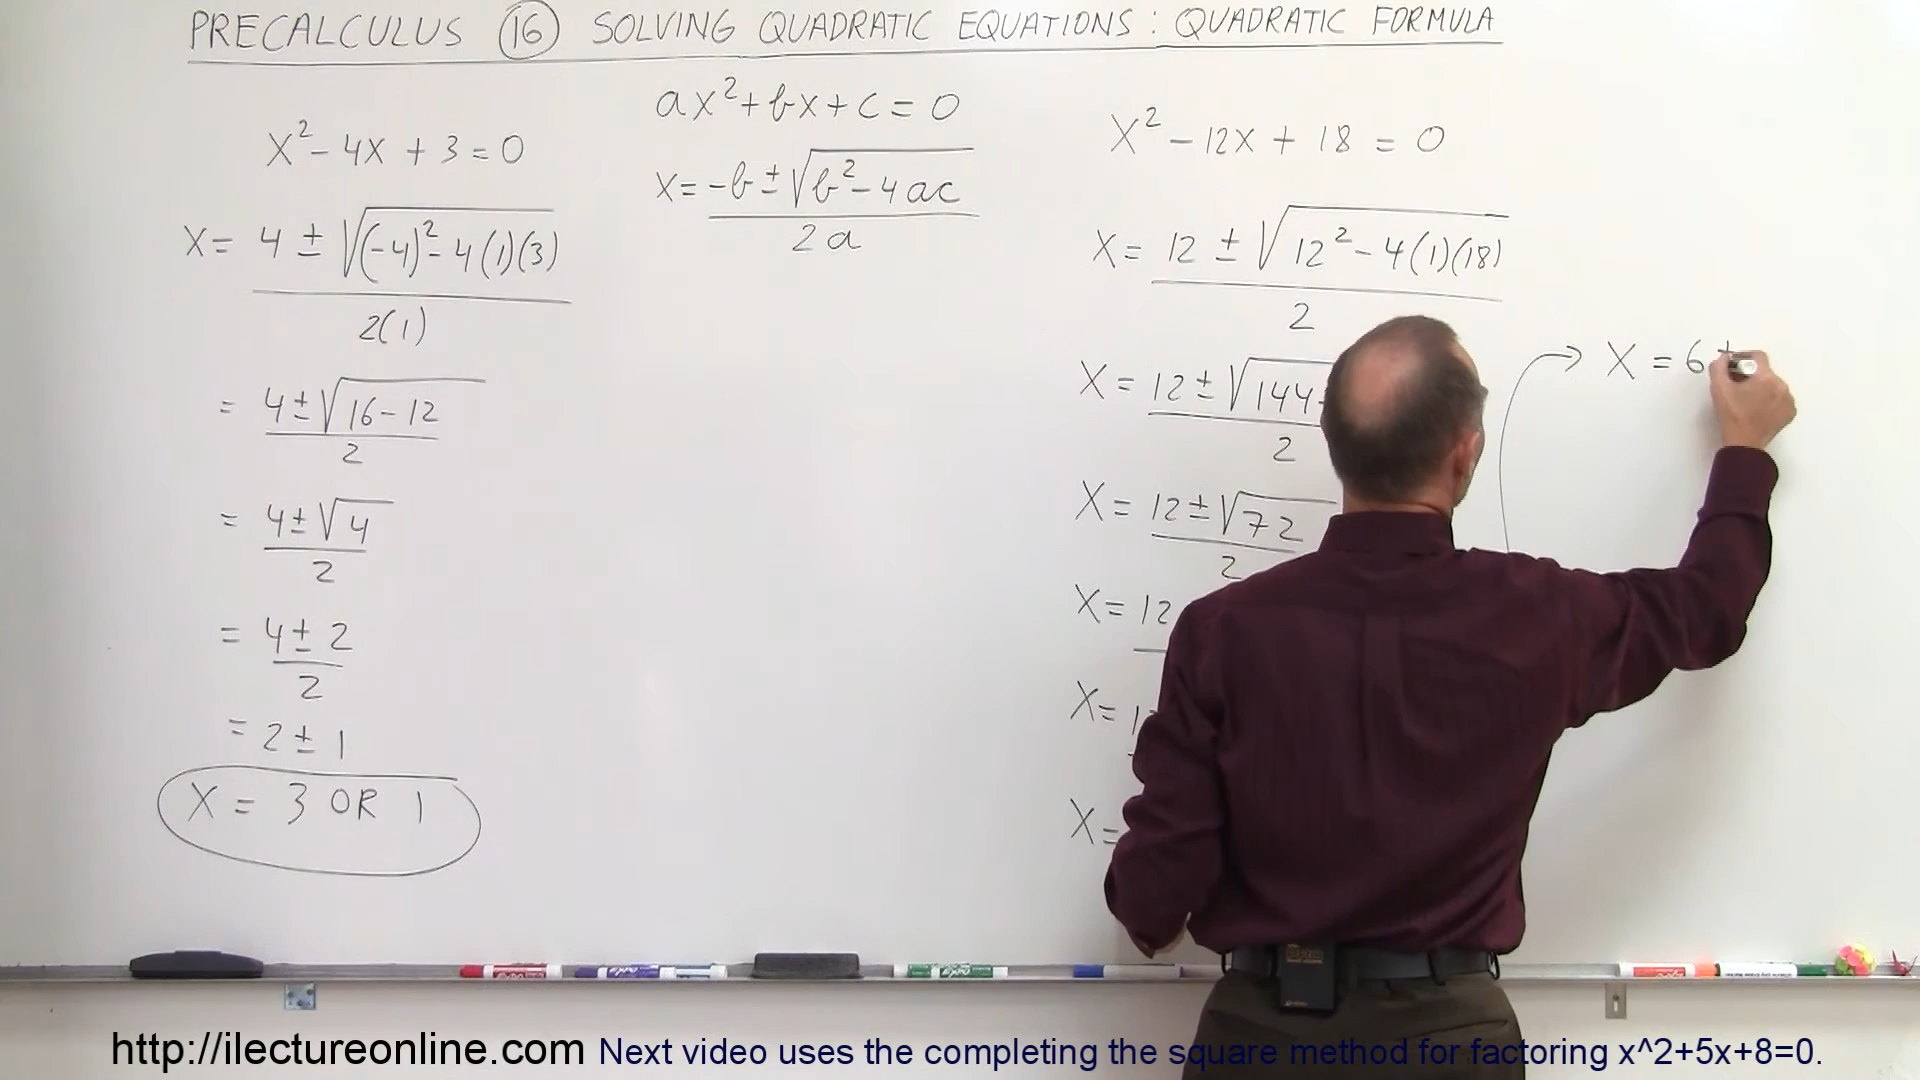 PRECALCULUS 16 SOLVING QUADRATIC EQUATIONS: QUADRATIC FORMULA
x² - 4x + 3 = 0
x = 4 ± √(-4)² - 4(1)(3)
2(1)
= 4 ± √16 - 12
2
= 4 ± √4
2
= 4 ± 2
2
= 2 ± 1
X = 3 OR 1
ax² + bx + c = 0
x = -b ± √b² - 4ac
2a
X² - 12x + 18 = 0
X = 12 ± √12² - 4(1)(18)
2
X = 12 ± √144
2
X = 12 ± √72
2
X = 12
X =
X =
X = 6 ±
http://ilectureonline.com Next video uses the completing the square method for factoring x^2+5x+8=0.